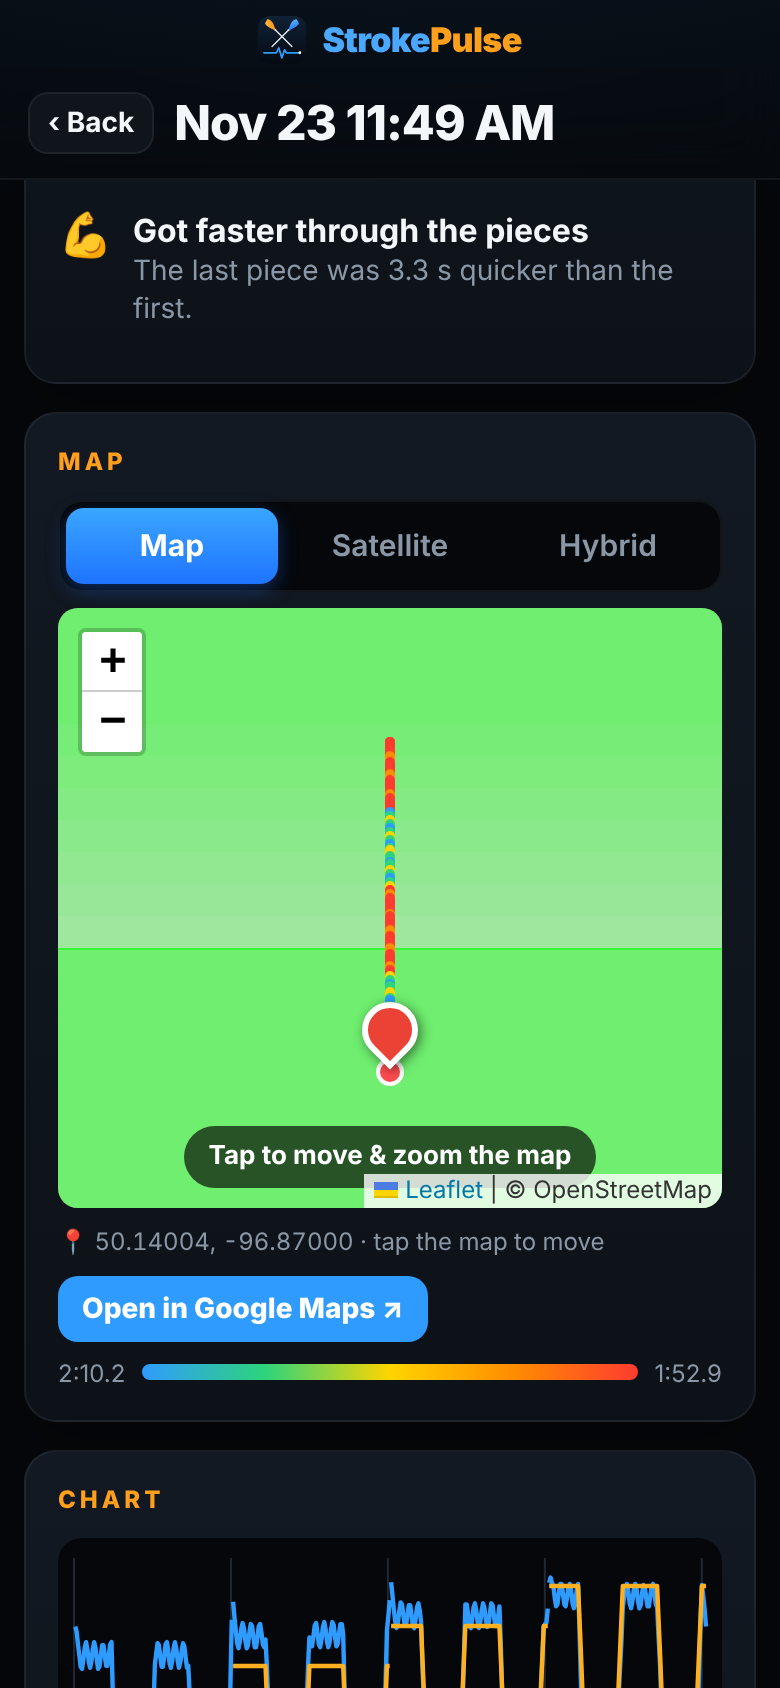 StrokePulse
‹ Back
Nov 23 11:49 AM
Got faster through the pieces
The last piece was 3.3 s quicker than the
first.
MAP
Map
Satellite
Hybrid
+
−
Tap to move & zoom the map
Leaflet | © OpenStreetMap
50.14004, -96.87000 · tap the map to move
Open in Google Maps ↗
2:10.2
1:52.9
CHART